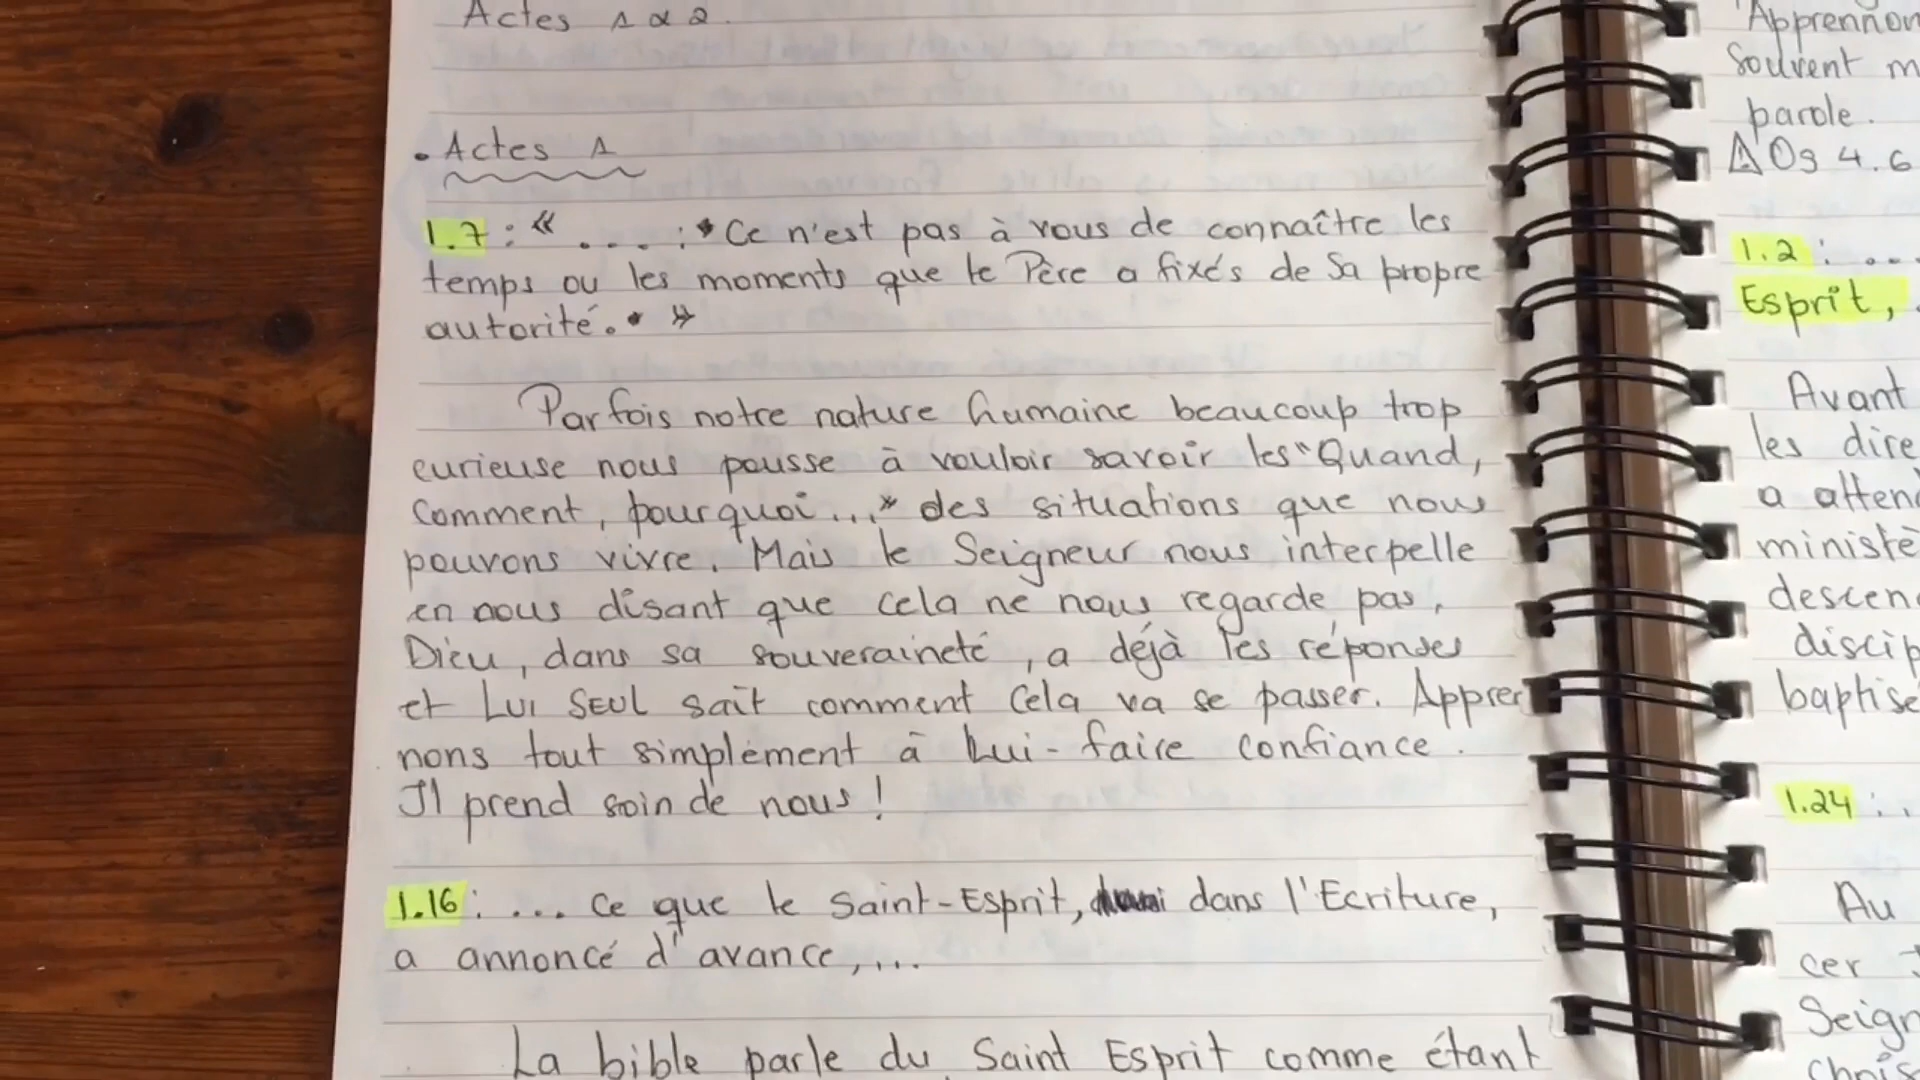 Actes 1 & 2.
. Actes 1
1.7 : « .... : "Ce n'est pas à vous de connaître les
temps ou les moments que le Père a fixés de Sa propre
autorité." »
Parfois notre nature humaine beaucoup trop
curieuse nous pousse à vouloir savoir les "Quand,
Comment, pourquoi..." des situations que nous
pouvons vivre. Mais le Seigneur nous interpelle
en nous disant que cela ne nous regarde pas.
Dieu, dans sa souveraineté, a déjà les réponses
et LUI SEUL sait comment cela va se passer. Appren
nons tout simplement à Lui-faire confiance.
Il prend soin de nous !
1.16 : ... Ce que le Saint-Esprit, dans l'Ecriture,
a annoncé d'avance, ...
La bible parle du Saint Esprit comme étant
Apprennon
Souvent m
parole.
Os 4.6
1.2 : ...
Esprit,
Avant
les dire
a atten
ministè
descen
discip
baptise
1.24 : ..
Au
cer
Seign